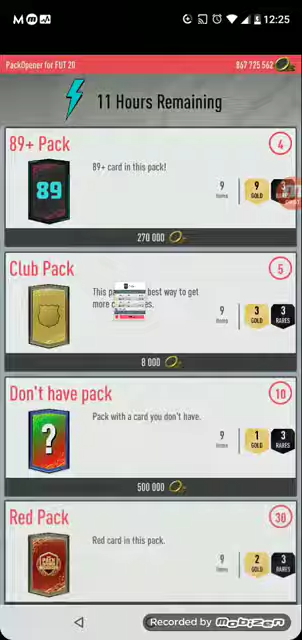 12:25
PackOpener for FUT 20
867 725 562
11 Hours Remaining
89+ Pack
4
89+ card in this pack!
89
9
items
9
GOLD
3
270 000
Club Pack
5
This best way to get
more
9
items
3
GOLD
3
RARES
8 000
Don't have pack
10
Pack with a card you don't have.
?
9
items
1
GOLD
3
RARES
500 000
Red Pack
30
Red card in this pack.
9
items
2
GOLD
3
RARES
Recorded by Mobizen